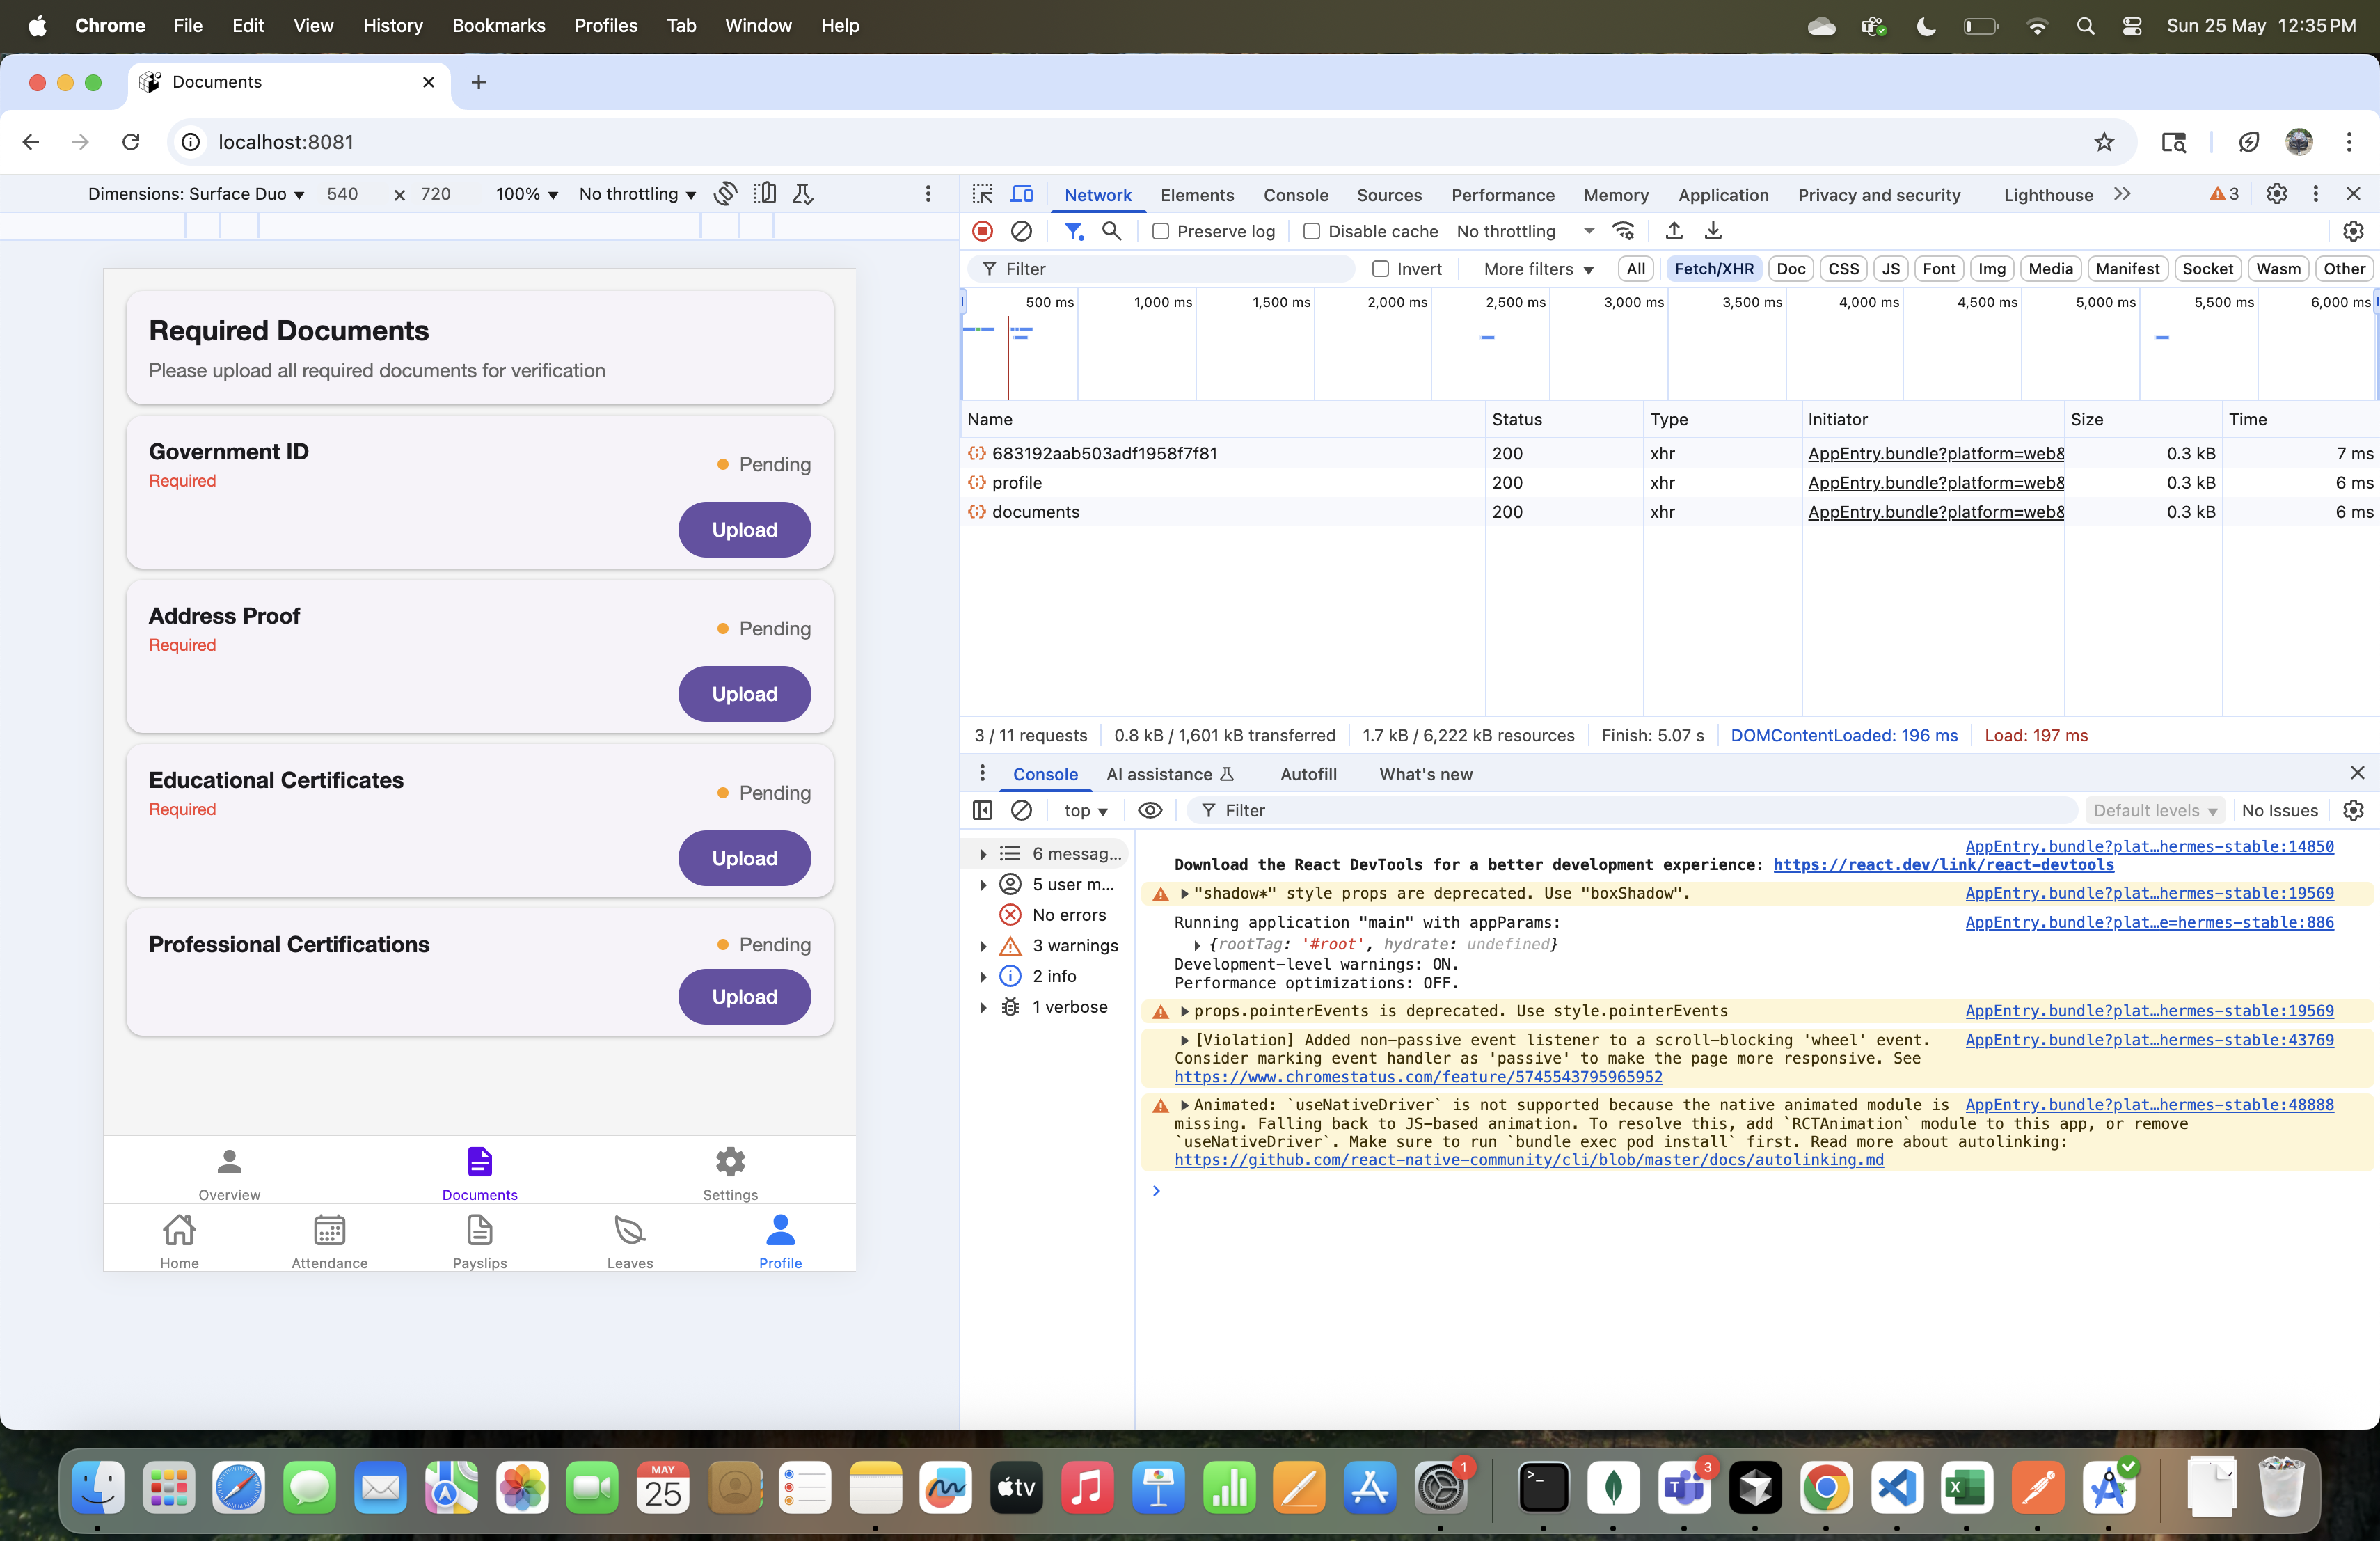 Chrome File Edit View History Bookmarks Profiles Tab Window Help Sun 25 May 12:35 PM
Documents
localhost:8081
Dimensions: Surface Duo 540 × 720 100% No throttling
Required Documents
Please upload all required documents for verification
Government ID
Required
Pending
Upload
Address Proof
Required
Pending
Upload
Educational Certificates
Required
Pending
Upload
Professional Certifications
Pending
Upload
Overview Documents Settings
Home Attendance Payslips Leaves Profile
Network Elements Console Sources Performance Memory Application Privacy and security Lighthouse 3
Preserve log Disable cache No throttling
Filter Invert More filters All Fetch/XHR Doc CSS JS Font Img Media Manifest Socket Wasm Other
500 ms 1,000 ms 1,500 ms 2,000 ms 2,500 ms 3,000 ms 3,500 ms 4,000 ms 4,500 ms 5,000 ms 5,500 ms 6,000 ms
Name Status Type Initiator Size Time
683192aab503adf1958f7f81 200 xhr AppEntry.bundle?platform=web& 0.3 kB 7 ms
profile 200 xhr AppEntry.bundle?platform=web& 0.3 kB 6 ms
documents 200 xhr AppEntry.bundle?platform=web& 0.3 kB 6 ms
3 / 11 requests 0.8 kB / 1,601 kB transferred 1.7 kB / 6,222 kB resources Finish: 5.07 s DOMContentLoaded: 196 ms Load: 197 ms
Console AI assistance Autofill What's new
top Filter Default levels No Issues
6 messag...
5 user m...
No errors
3 warnings
2 info
1 verbose
AppEntry.bundle?plat…hermes-stable:14850
Download the React DevTools for a better development experience: https://react.dev/link/react-devtools
"shadow*" style props are deprecated. Use "boxShadow". AppEntry.bundle?plat…hermes-stable:19569
Running application "main" with appParams: AppEntry.bundle?plat…e=hermes-stable:886
{rootTag: '#root', hydrate: undefined}
Development-level warnings: ON.
Performance optimizations: OFF.
props.pointerEvents is deprecated. Use style.pointerEvents AppEntry.bundle?plat…hermes-stable:19569
[Violation] Added non-passive event listener to a scroll-blocking 'wheel' event. AppEntry.bundle?plat…hermes-stable:43769
Consider marking event handler as 'passive' to make the page more responsive. See
https://www.chromestatus.com/feature/5745543795965952
Animated: `useNativeDriver` is not supported because the native animated module is AppEntry.bundle?plat…hermes-stable:48888
missing. Falling back to JS-based animation. To resolve this, add `RCTAnimation` module to this app, or remove
`useNativeDriver`. Make sure to run `bundle exec pod install` first. Read more about autolinking:
https://github.com/react-native-community/cli/blob/master/docs/autolinking.md
MAY
25
tv
1
3